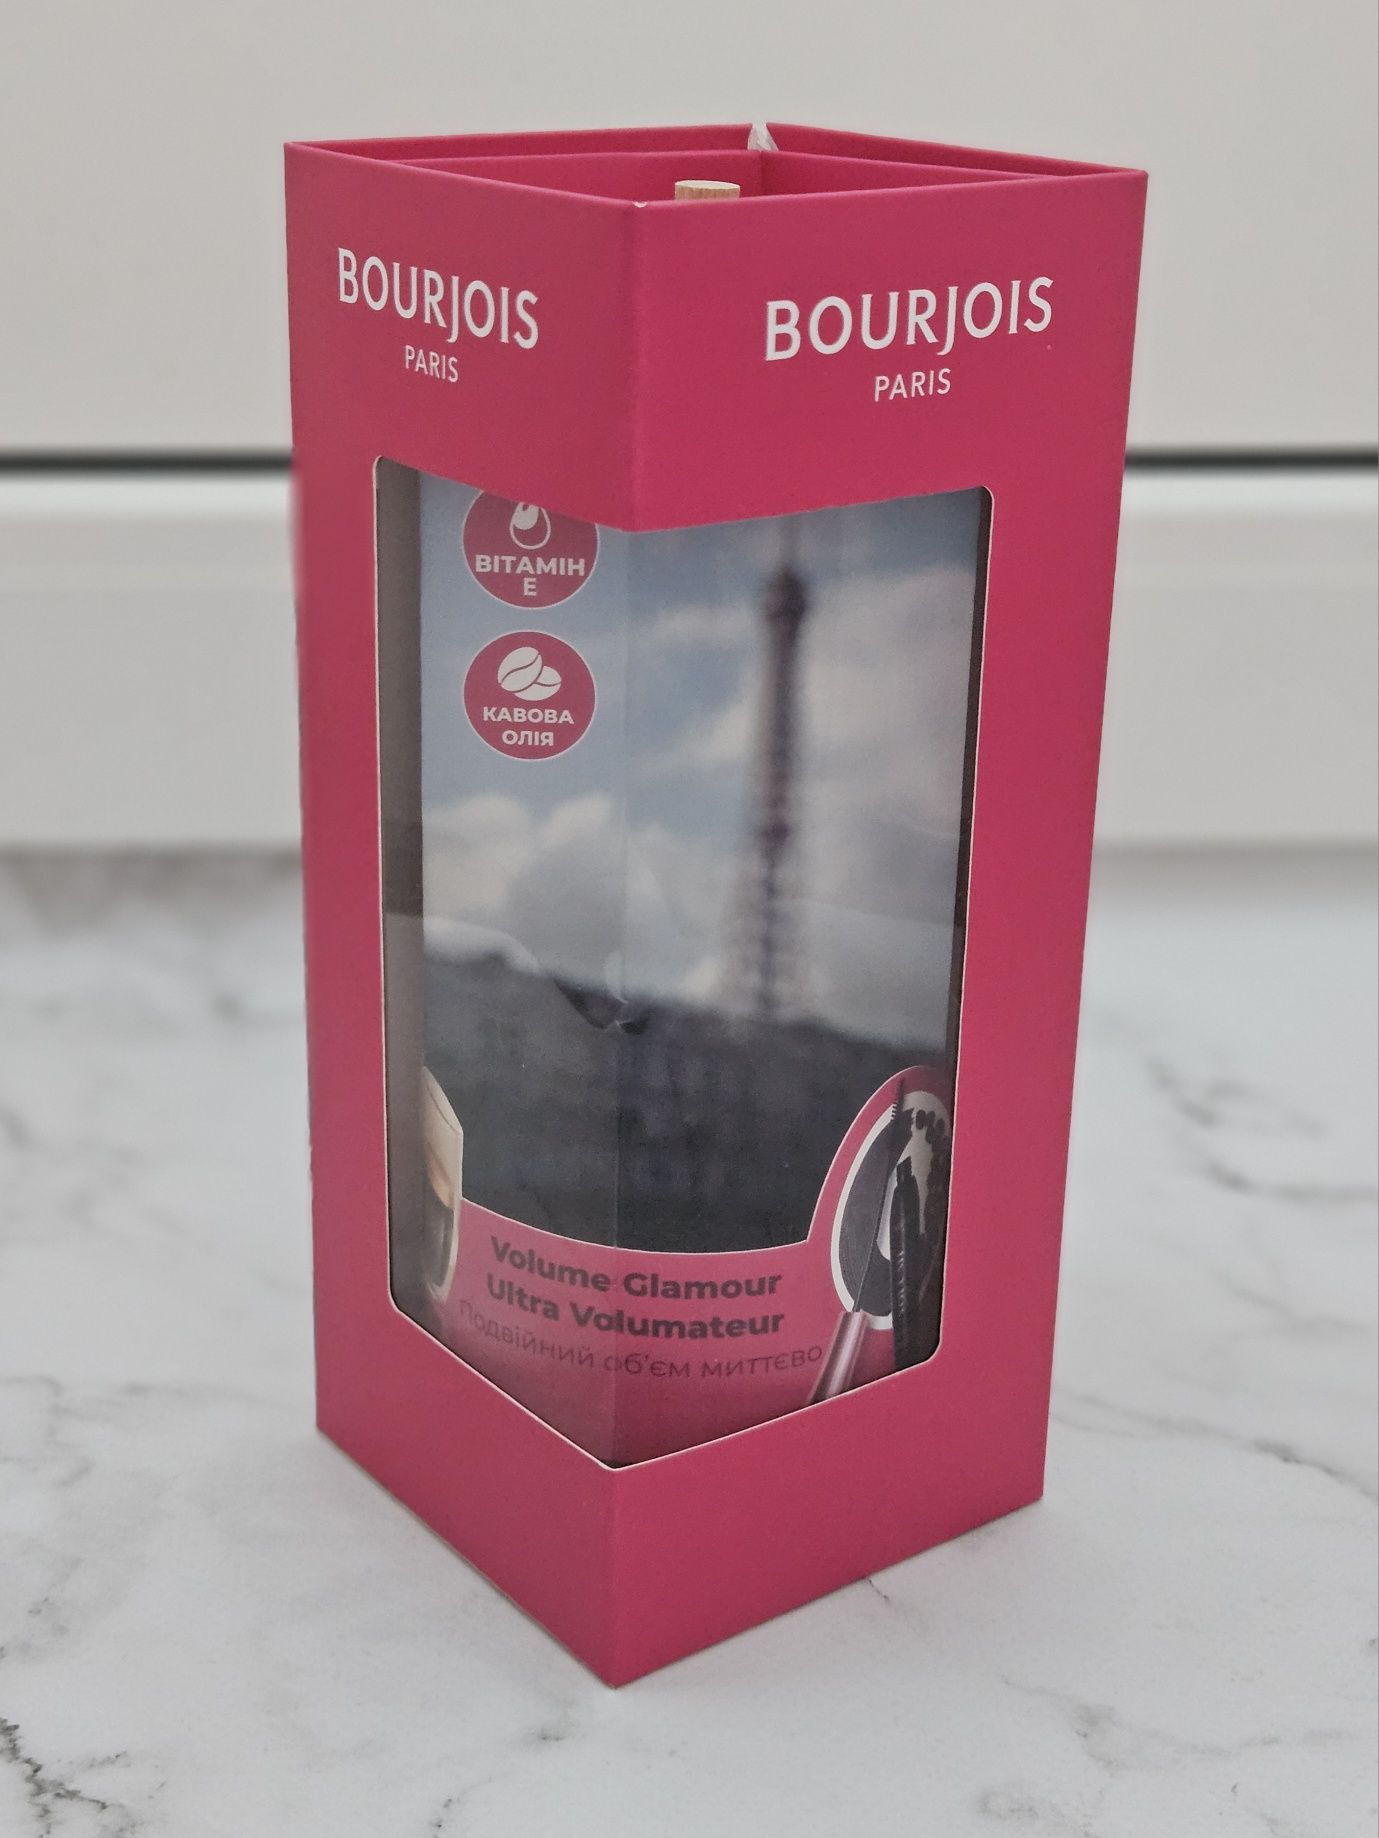 BOURJOIS
PARIS
BOURJOIS
PARIS
ВІТАМІН
Е
КАВОВА
ОЛІЯ
Volume Glamour
Ultra Volumateur
Подвійний об'єм миттєво